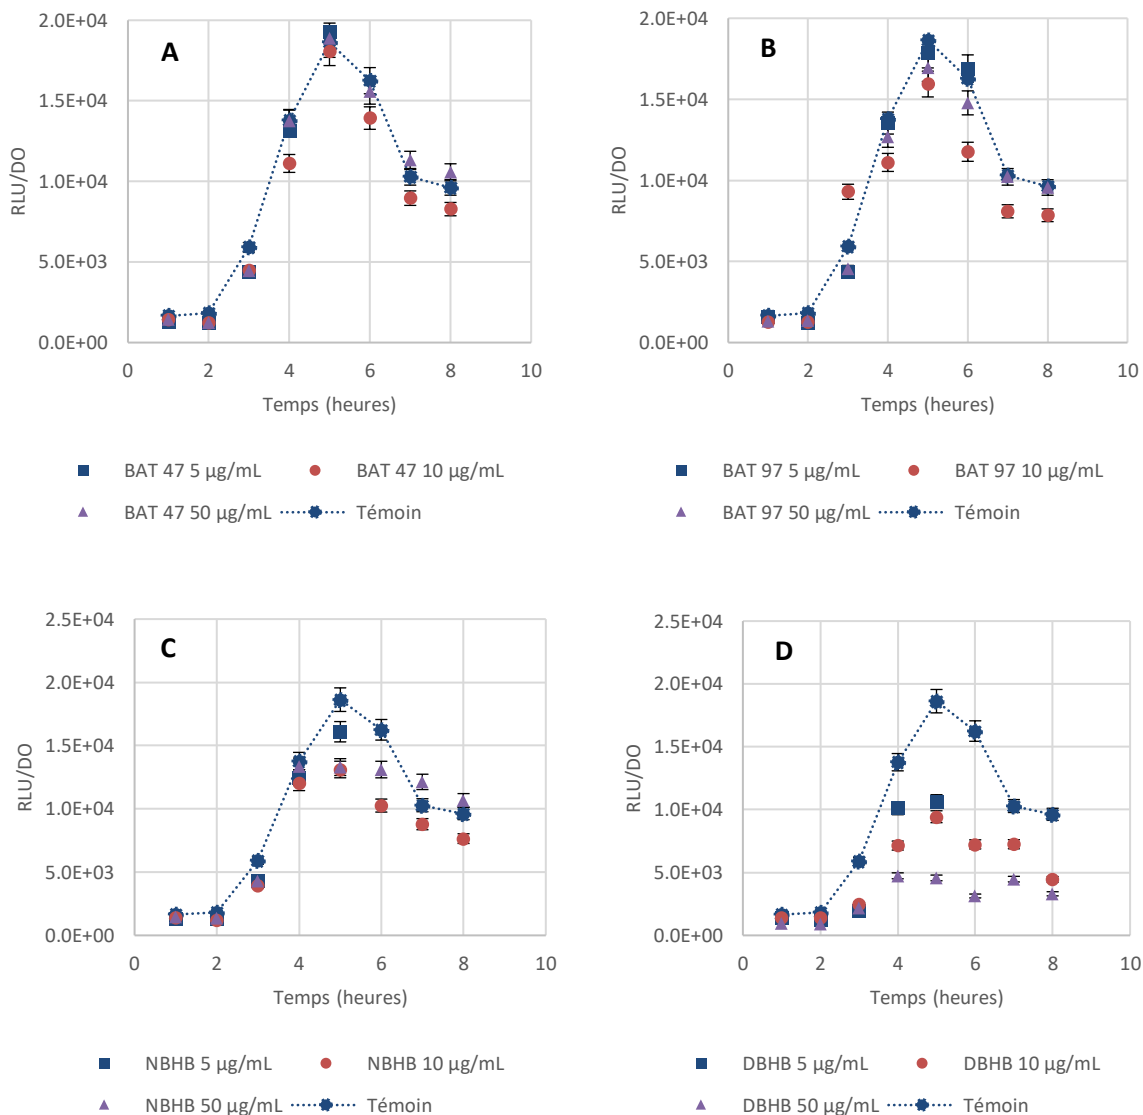 A
RLU/DO
2.0E+04
1.5E+04
1.0E+04
5.0E+03
0.0E+00
0 2 4 6 8 10
Temps (heures)
BAT 47 5 µg/mL BAT 47 10 µg/mL
BAT 47 50 µg/mL Témoin
B
RLU/DO
2.0E+04
1.5E+04
1.0E+04
5.0E+03
0.0E+00
0 2 4 6 8 10
Temps (heures)
BAT 97 5 µg/mL BAT 97 10 µg/mL
BAT 97 50 µg/mL Témoin
C
RLU/DO
2.5E+04
2.0E+04
1.5E+04
1.0E+04
5.0E+03
0.0E+00
0 2 4 6 8 10
Temps (heures)
NBHB 5 µg/mL NBHB 10 µg/mL
NBHB 50 µg/mL Témoin
D
RLU/DO
2.5E+04
2.0E+04
1.5E+04
1.0E+04
5.0E+03
0.0E+00
0 2 4 6 8 10
Temps (heures)
DBHB 5 µg/mL DBHB 10 µg/mL
DBHB 50 µg/mL Témoin